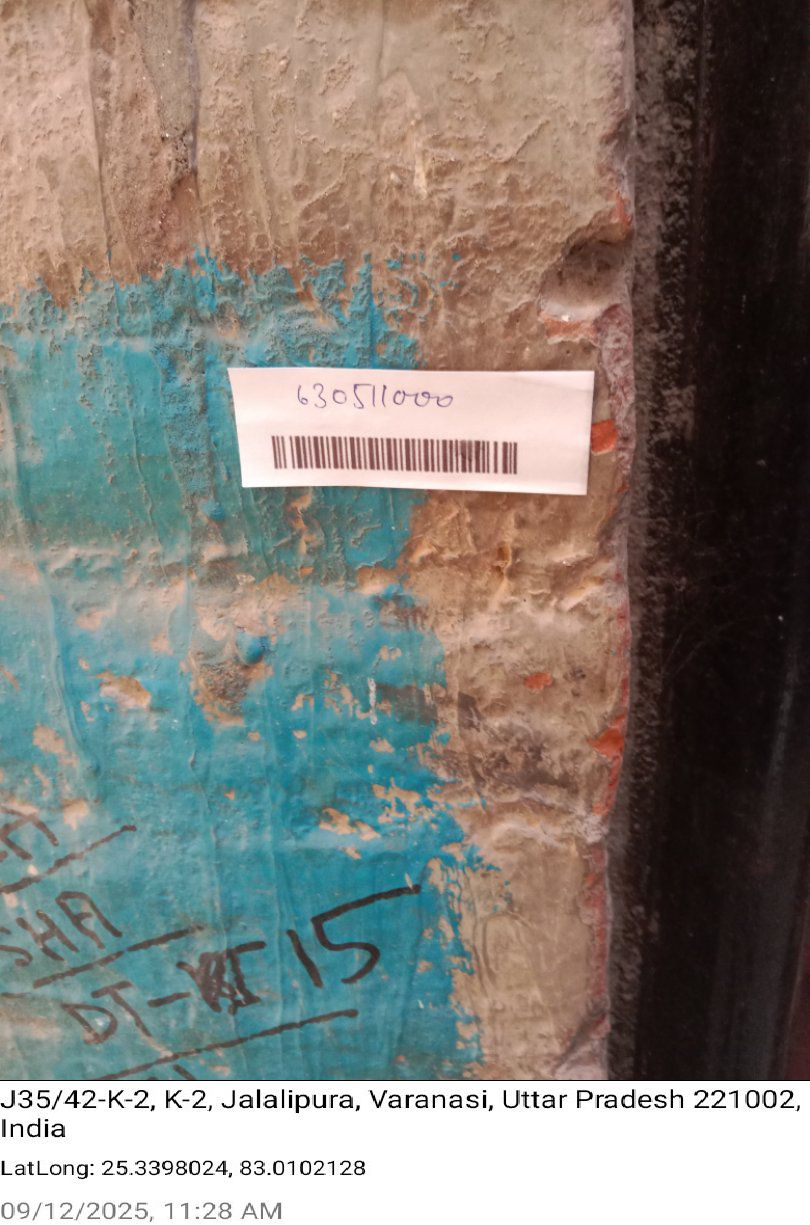 630511000
SHA
DT-VI 15
J35/42-K-2, K-2, Jalalipura, Varanasi, Uttar Pradesh 221002,
India
LatLong: 25.3398024, 83.0102128
09/12/2025, 11:28 AM